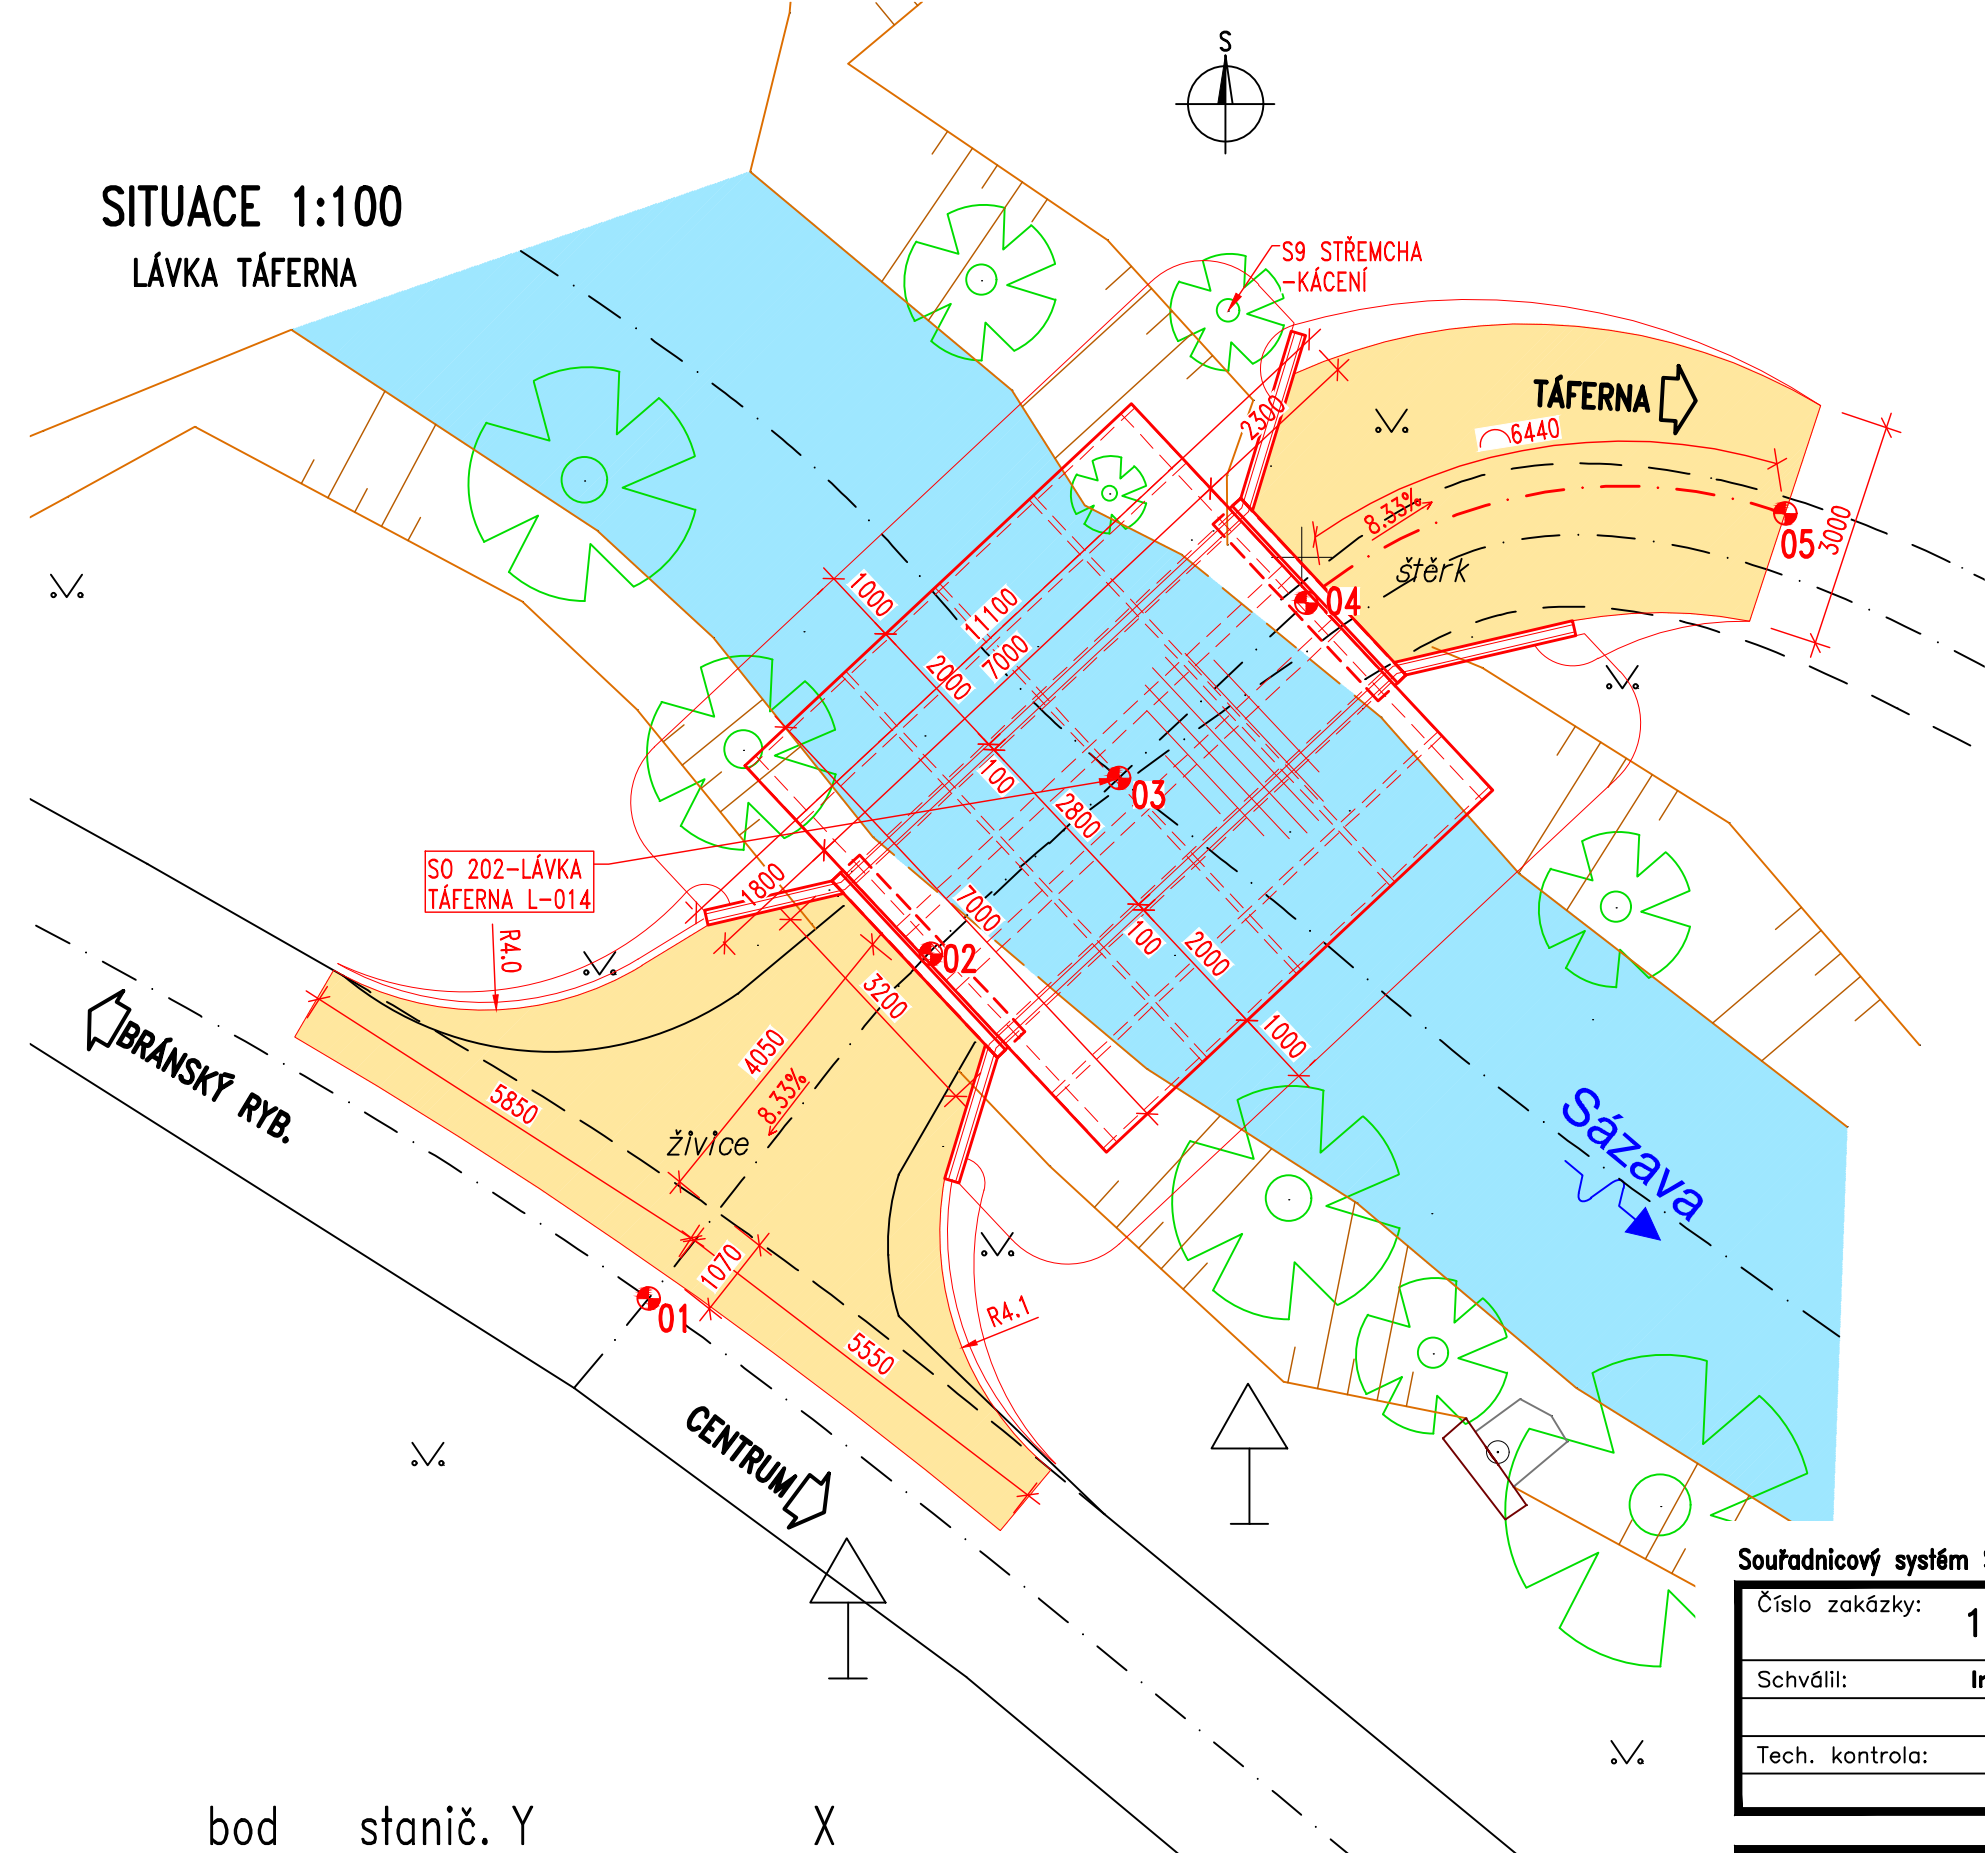 S
SITUACE 1:100
LÁVKA TÁFERNA
S9 STŘEMCHA
-KÁCENÍ
TÁFERNA
2300
6440
8.33%
3000
05
štěrk
04
1000
11100
2000
7000
100
03
2800
SO 202-LÁVKA
TÁFERNA L-014
1800
7000
R4.0
02
100
2000
3200
1000
4050
BRÁNSKÝ RYB.
5850
8.33%
živice
Sázava
1070
01
R4.1
5550
CENTRUM
Souřadnicový systém
Číslo zakázky: 1
Schválil:
Tech. kontrola:
bod stanič. Y X